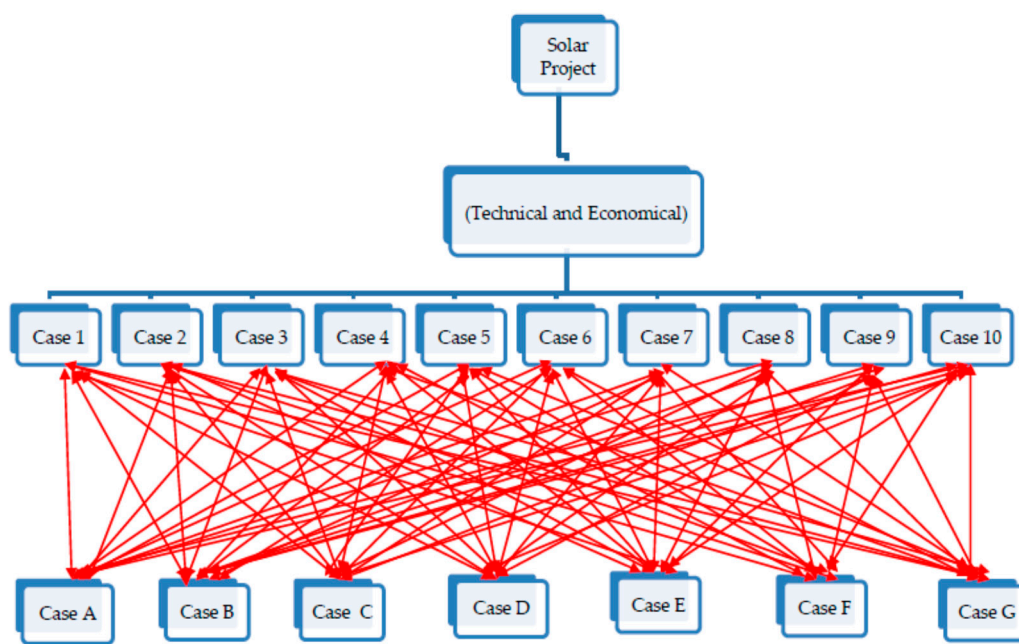 Solar
Project
(Technical and Economical)
Case 1
Case 2
Case 3
Case 4
Case 5
Case 6
Case 7
Case 8
Case 9
Case 10
Case A
Case B
Case C
Case D
Case E
Case F
Case G